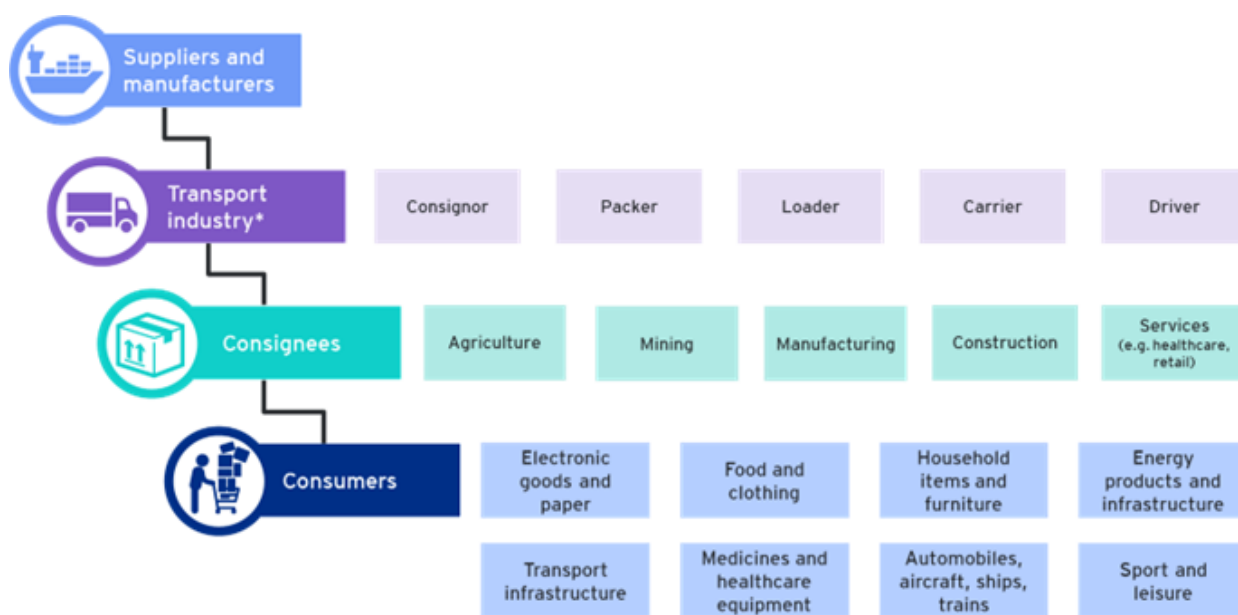 Suppliers and
manufacturers
Transport
industry*
Consignor
Packer
Loader
Carrier
Driver
Consignees
Agriculture
Mining
Manufacturing
Construction
Services
(e.g. healthcare,
retail)
Consumers
Electronic
goods and
paper
Food and
clothing
Household
items and
furniture
Energy
products and
infrastructure
Transport
infrastructure
Medicines and
healthcare
equipment
Automobiles,
aircraft, ships,
trains
Sport and
leisure